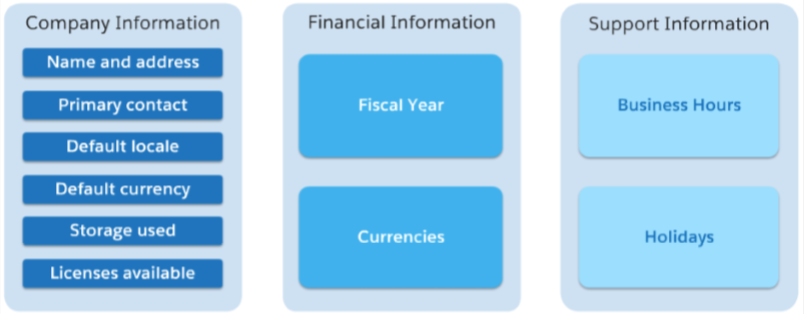 Company Information
Name and address
Primary contact
Default locale
Default currency
Storage used
Licenses available
Financial Information
Fiscal Year
Currencies
Support Information
Business Hours
Holidays